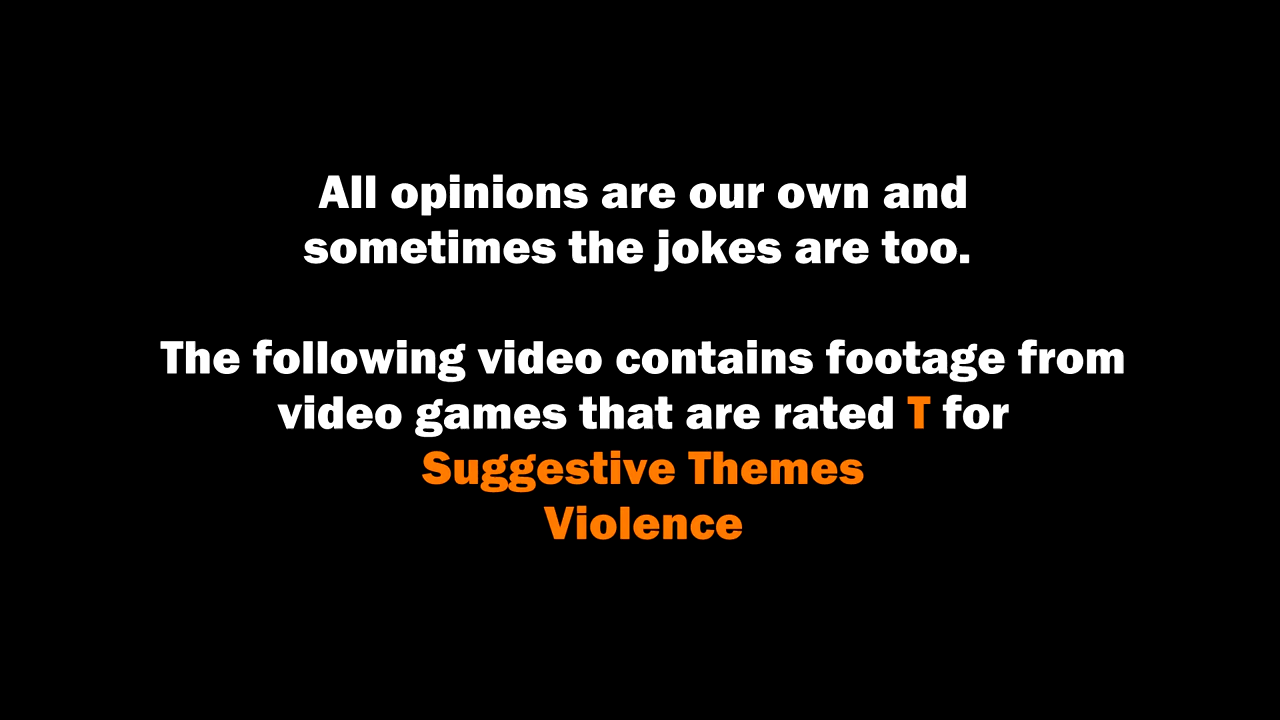 All opinions are our own and
sometimes the jokes are too.
The following video contains footage from
video games that are rated T for
Suggestive Themes
Violence